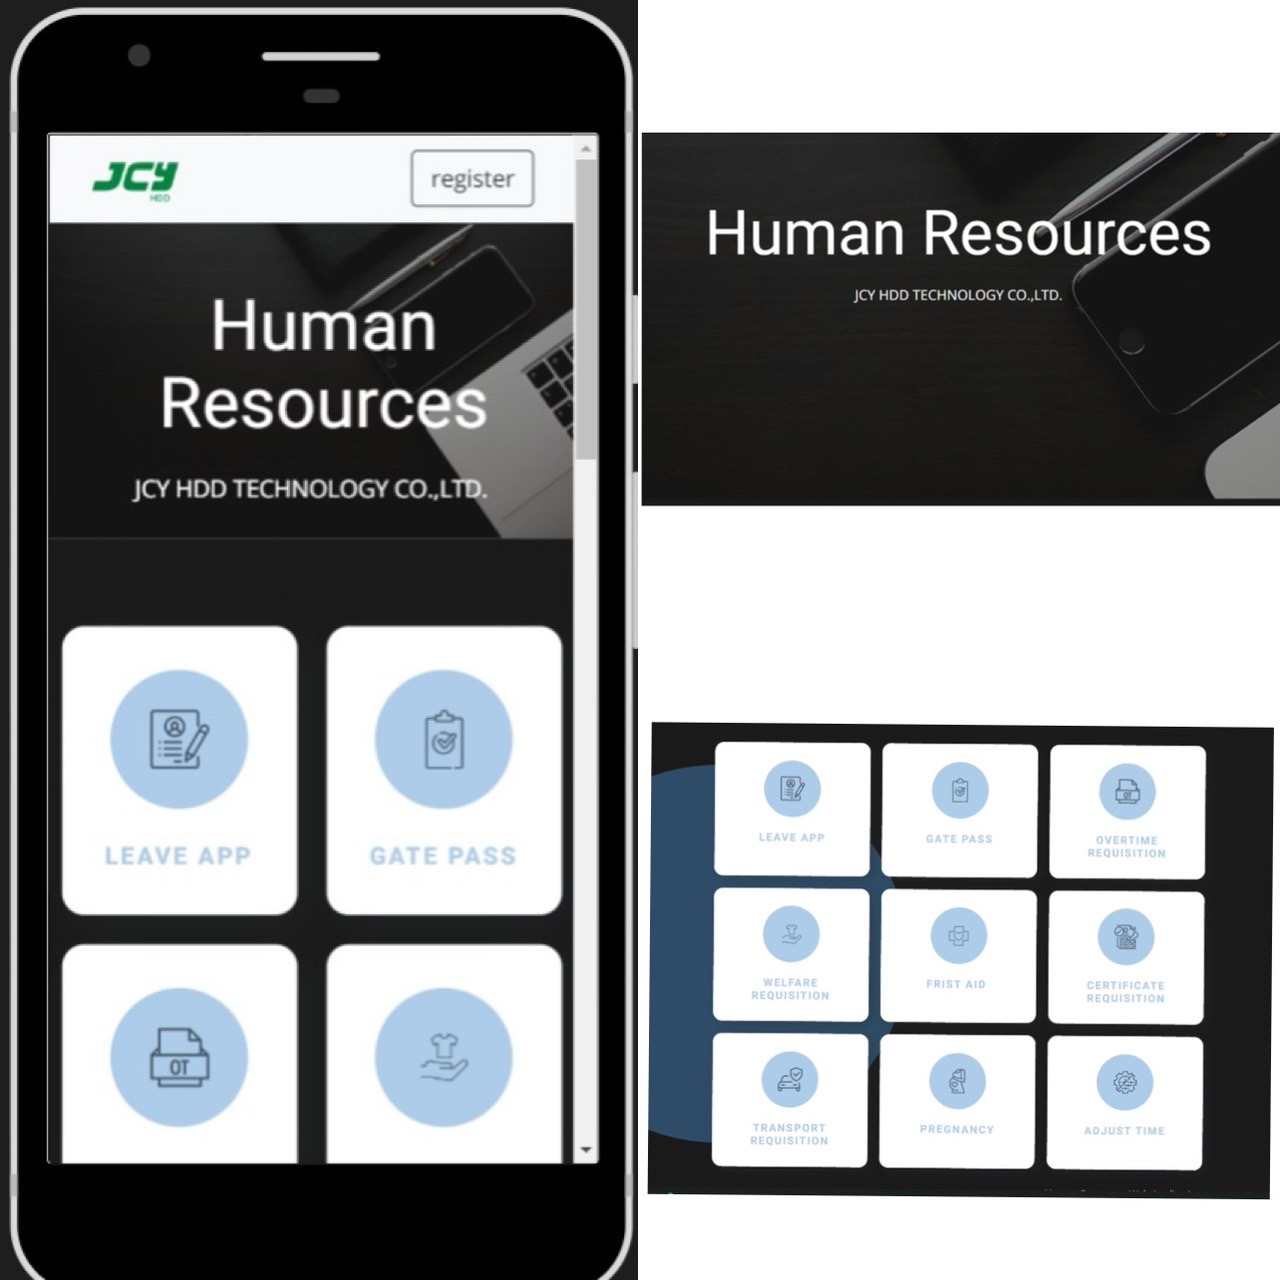 JCY
HDD
register
Human
Resources
JCY HDD TECHNOLOGY CO.,LTD.
LEAVE APP
GATE PASS
OT
Human Resources
JCY HDD TECHNOLOGY CO.,LTD.
LEAVE APP
GATE PASS
OT
OVERTIME
REQUISITION
WELFARE
REQUISITION
FRIST AID
CERTIFICATE
REQUISITION
TRANSPORT
REQUISITION
PREGNANCY
ADJUST TIME